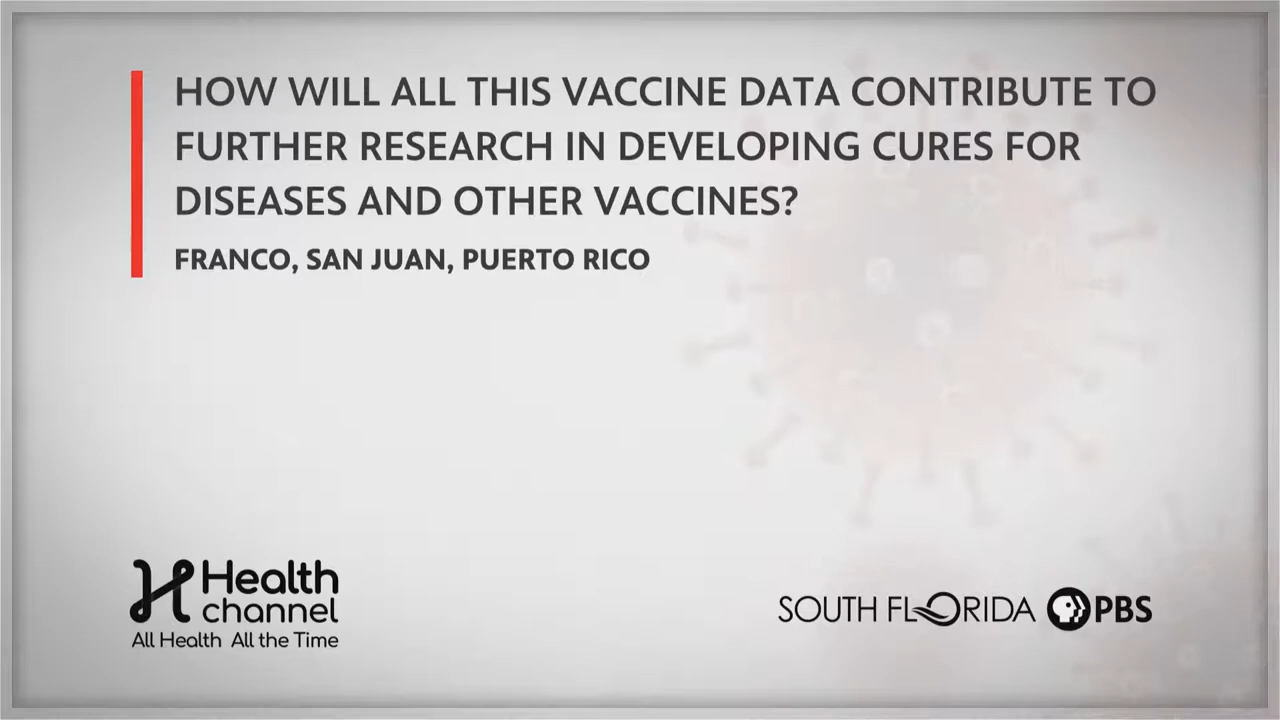 HOW WILL ALL THIS VACCINE DATA CONTRIBUTE TO
FURTHER RESEARCH IN DEVELOPING CURES FOR
DISEASES AND OTHER VACCINES?
FRANCO, SAN JUAN, PUERTO RICO
Health
channel
All Health All the Time
SOUTH FLORIDA PBS